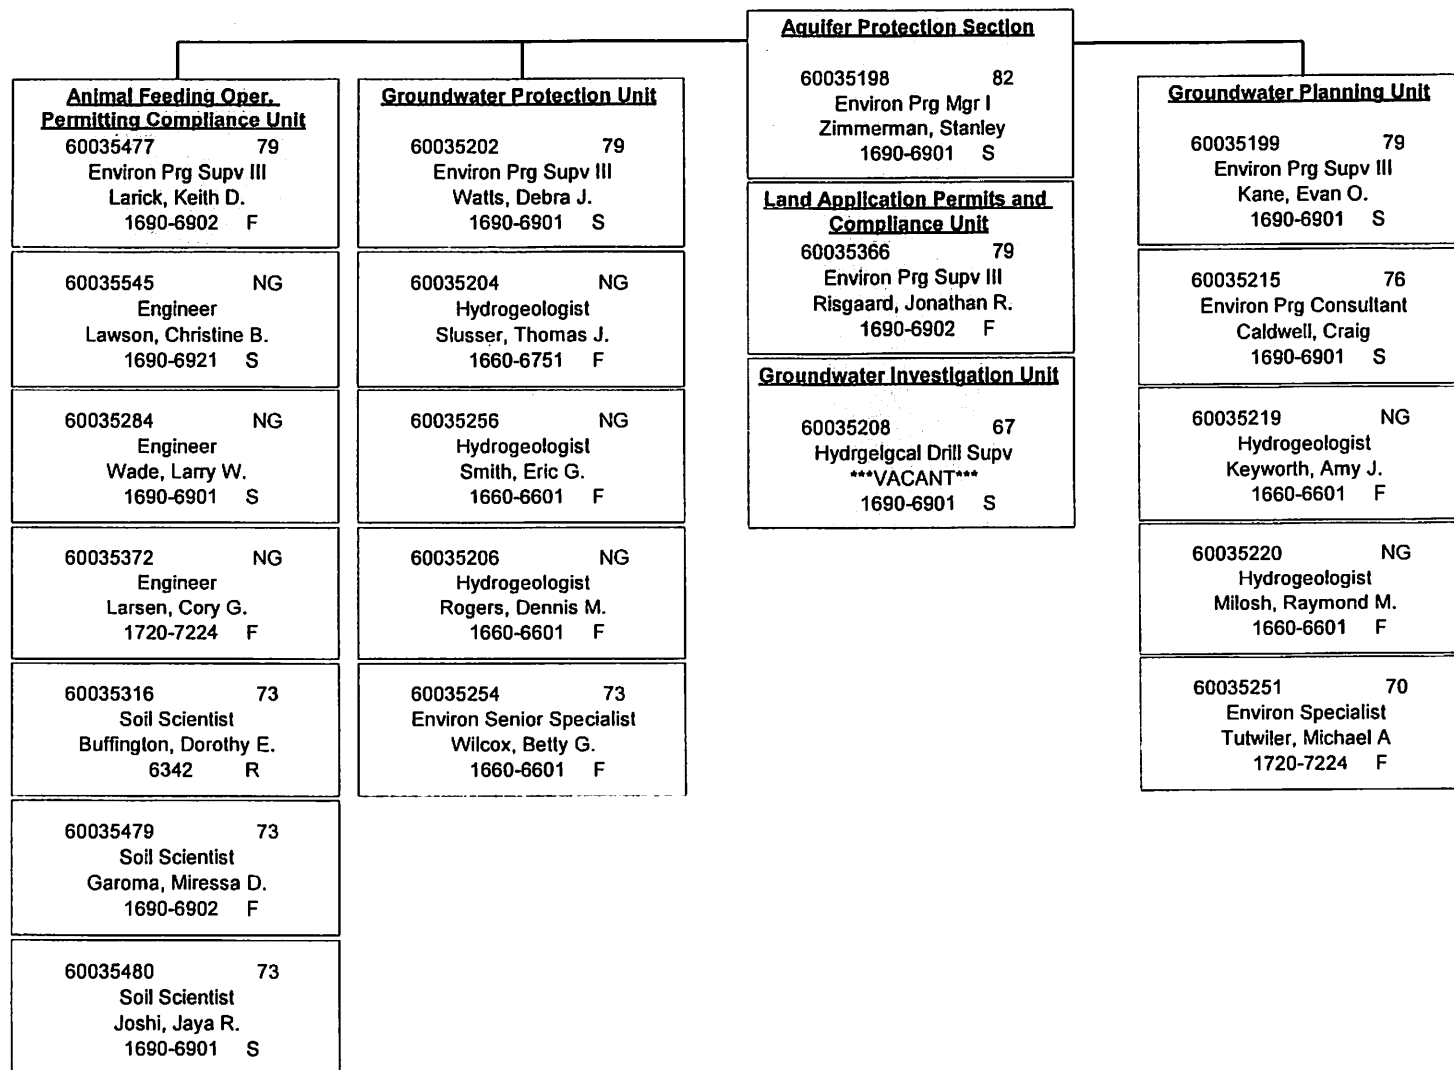 Aquifer Protection Section
60035198 82
Environ Prg Mgr I
Zimmerman, Stanley
1690-6901 S
Animal Feeding Oper.
Permitting Compliance Unit
60035477 79
Environ Prg Supv III
Larick, Keith D.
1690-6902 F
60035545 NG
Engineer
Lawson, Christine B.
1690-6921 S
60035284 NG
Engineer
Wade, Larry W.
1690-6901 S
60035372 NG
Engineer
Larsen, Cory G.
1720-7224 F
60035316 73
Soil Scientist
Buffington, Dorothy E.
6342 R
60035479 73
Soil Scientist
Garoma, Miressa D.
1690-6902 F
60035480 73
Soil Scientist
Joshi, Jaya R.
1690-6901 S
Groundwater Protection Unit
60035202 79
Environ Prg Supv III
Watts, Debra J.
1690-6901 S
60035204 NG
Hydrogeologist
Slusser, Thomas J.
1660-6751 F
60035256 NG
Hydrogeologist
Smith, Eric G.
1660-6601 F
60035206 NG
Hydrogeologist
Rogers, Dennis M.
1660-6601 F
60035254 73
Environ Senior Specialist
Wilcox, Betty G.
1660-6601 F
Land Application Permits and
Compliance Unit
60035366 79
Environ Prg Supv III
Risgaard, Jonathan R.
1690-6902 F
Groundwater Investigation Unit
60035208 67
Hydrgelgcal Drill Supv
***VACANT***
1690-6901 S
Groundwater Planning Unit
60035199 79
Environ Prg Supv III
Kane, Evan O.
1690-6901 S
60035215 76
Environ Prg Consultant
Caldwell, Craig
1690-6901 S
60035219 NG
Hydrogeologist
Keyworth, Amy J.
1660-6601 F
60035220 NG
Hydrogeologist
Milosh, Raymond M.
1660-6601 F
60035251 70
Environ Specialist
Tutwiler, Michael A
1720-7224 F